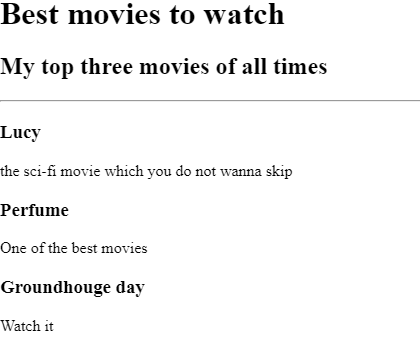 Best movies to watch
My top three movies of all times
Lucy
the sci-fi movie which you do not wanna skip
Perfume
One of the best movies
Groundhouge day
Watch it